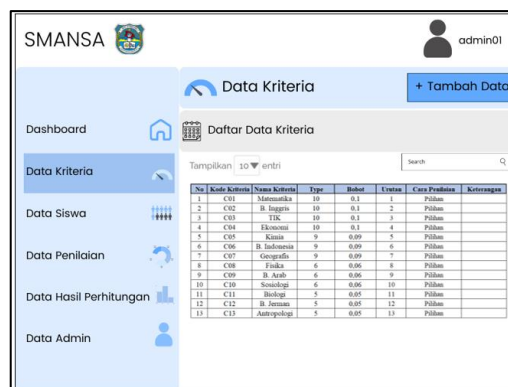 SMANSA
admin01
Data Kriteria
+ Tambah Data
Dashboard
Data Kriteria
Data Siswa
Data Penilaian
Data Hasil Perhitungan
Data Admin
Daftar Data Kriteria
Tampilkan 10 entri
Search
No Kode Kriteria Nama Kriteria Type Bobot Urutan Cara Penilaian Keterangan
1 C01 Matematika 10 0,1 1 Pilihan
2 C02 B. Inggris 10 0,1 2 Pilihan
3 C03 TIK 10 0,1 3 Pilihan
4 C04 Ekonomi 10 0,1 4 Pilihan
5 C05 Kimia 9 0,09 5 Pilihan
6 C06 B. Indonesia 9 0,09 6 Pilihan
7 C07 Geografis 9 0,09 7 Pilihan
8 C08 Fisika 6 0,06 8 Pilihan
9 C09 B. Arab 6 0,06 9 Pilihan
10 C10 Sosiologi 6 0,06 10 Pilihan
11 C11 Biologi 5 0,05 11 Pilihan
12 C12 B. Jerman 5 0,05 12 Pilihan
13 C13 Antropologi 5 0,05 13 Pilihan